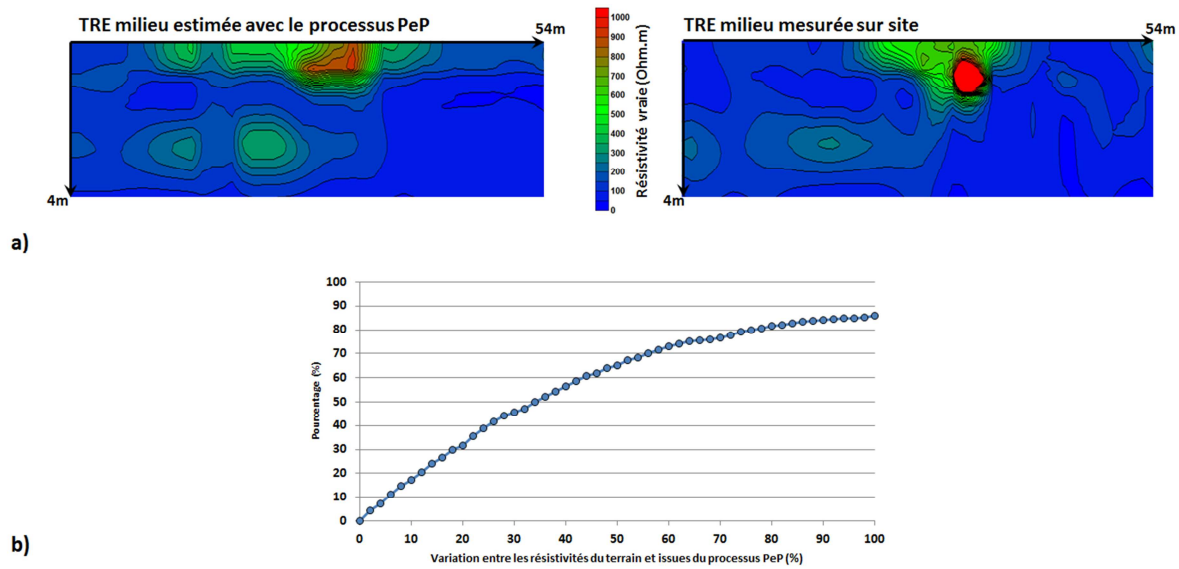 TRE milieu estimée avec le processus PeP
54m
4m
1000
900
800
700
600
500
400
300
200
100
0
Résistivité vraie (Ohm.m)
TRE milieu mesurée sur site
54m
4m
a)
100
90
80
70
60
50
40
30
20
10
0
Pourcentage (%)
0 10 20 30 40 50 60 70 80 90 100
Variation entre les résistivités du terrain et issues du processus PeP (%)
b)